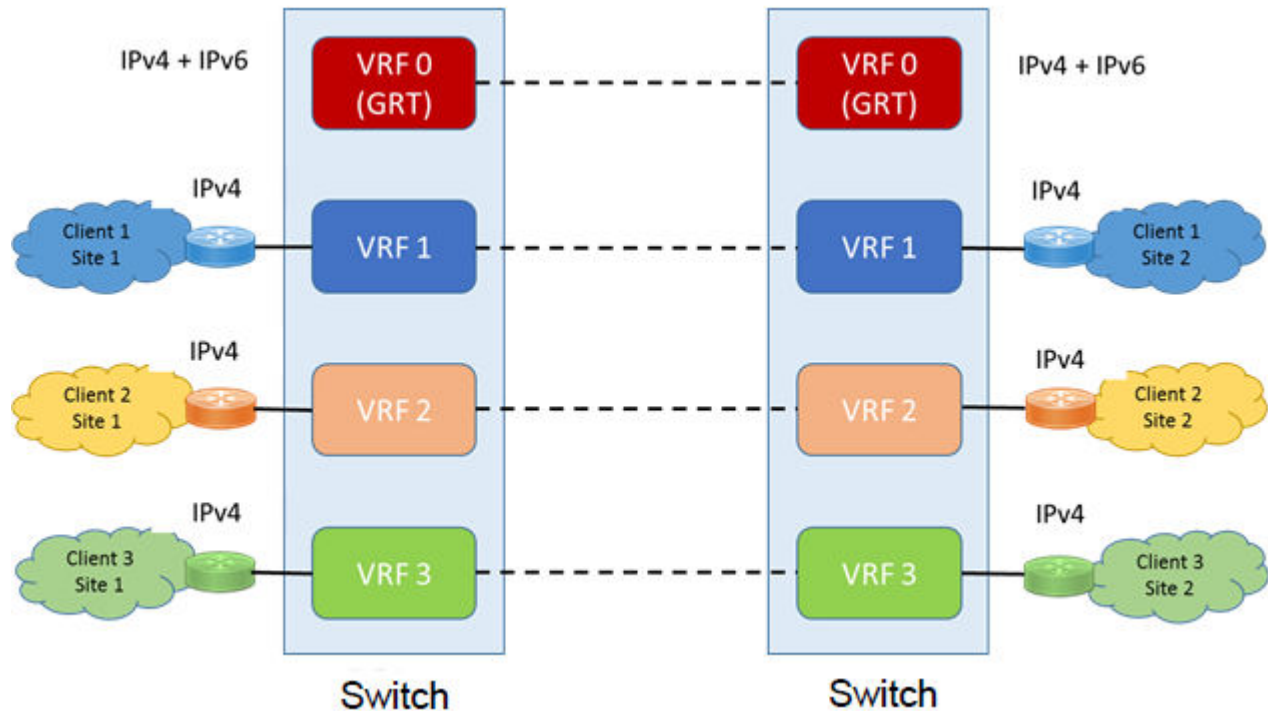 IPv4 + IPv6
VRF 0
(GRT)
VRF 0
(GRT)
IPv4 + IPv6
IPv4
Client 1
Site 1
VRF 1
VRF 1
IPv4
Client 1
Site 2
IPv4
Client 2
Site 1
VRF 2
VRF 2
IPv4
Client 2
Site 2
IPv4
Client 3
Site 1
VRF 3
VRF 3
IPv4
Client 3
Site 2
Switch
Switch